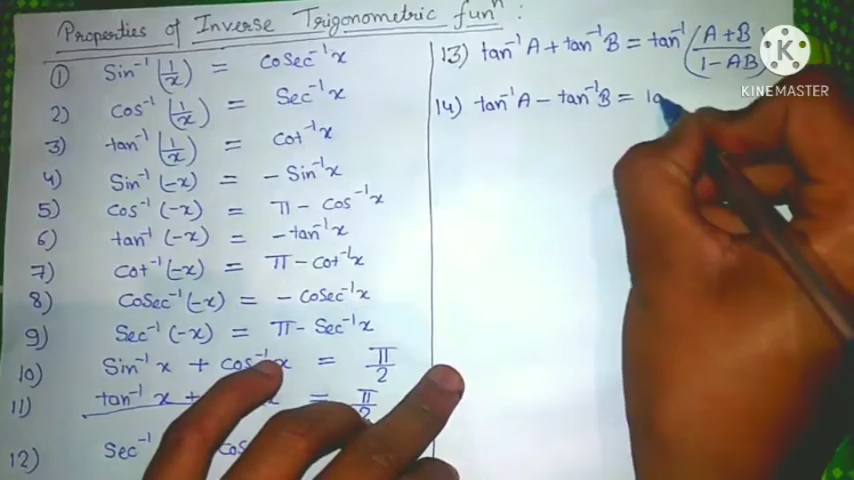 Properties of Inverse Trigonometric funⁿ :
① Sin⁻¹(1/x) = Cosec⁻¹x
2) Cos⁻¹(1/x) = Sec⁻¹x
3) tan⁻¹(1/x) = Cot⁻¹x
4) Sin⁻¹(-x) = - Sin⁻¹x
5) Cos⁻¹(-x) = π - Cos⁻¹x
6) tan⁻¹(-x) = -tan⁻¹x
7) Cot⁻¹(-x) = π - cot⁻¹x
8) Cosec⁻¹(-x) = - Cosec⁻¹x
9) Sec⁻¹(-x) = π - Sec⁻¹x
10) Sin⁻¹x + cos⁻¹x = π/2
11) tan⁻¹x + x = π/2
12) Sec⁻¹ cos
13) tan⁻¹A + tan⁻¹B = tan⁻¹(A+B/1-AB)
14) tan⁻¹A - tan⁻¹B =
K
KINEMASTER